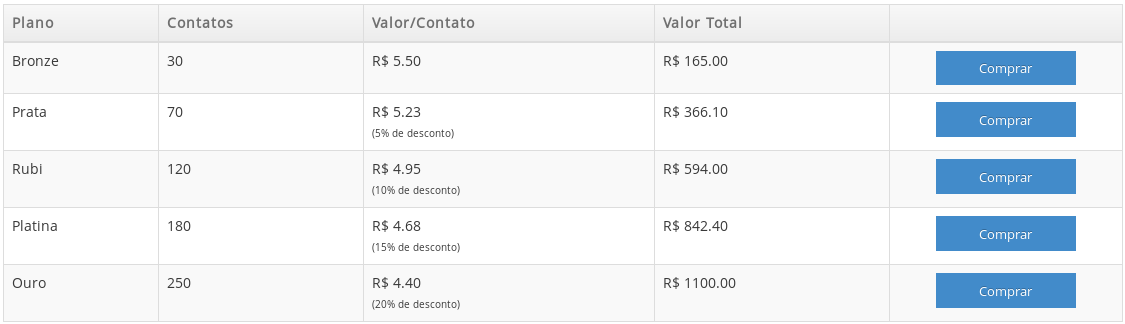 Plano Contatos Valor/Contato Valor Total
Bronze 30 R$ 5.50 R$ 165.00 Comprar
Prata 70 R$ 5.23 R$ 366.10 Comprar
(5% de desconto)
Rubi 120 R$ 4.95 R$ 594.00 Comprar
(10% de desconto)
Platina 180 R$ 4.68 R$ 842.40 Comprar
(15% de desconto)
Ouro 250 R$ 4.40 R$ 1100.00 Comprar
(20% de desconto)